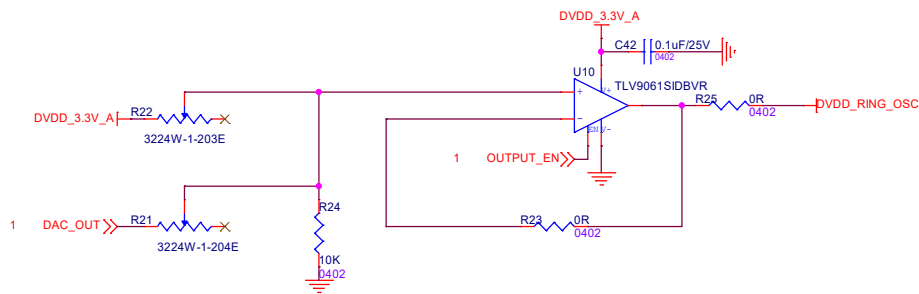 DVDD_3.3V_A
C42 0.1uF/25V
0402
U10
TLV9061SIDBVR
+ V+
R25 0R
DVDD_RING_OSC
0402
R22
DVDD_3.3V_A
3224W-1-203E
− EN V−
1 OUTPUT_EN
R24
1 DAC_OUT R21
3224W-1-204E
R23 0R
0402
10K
0402